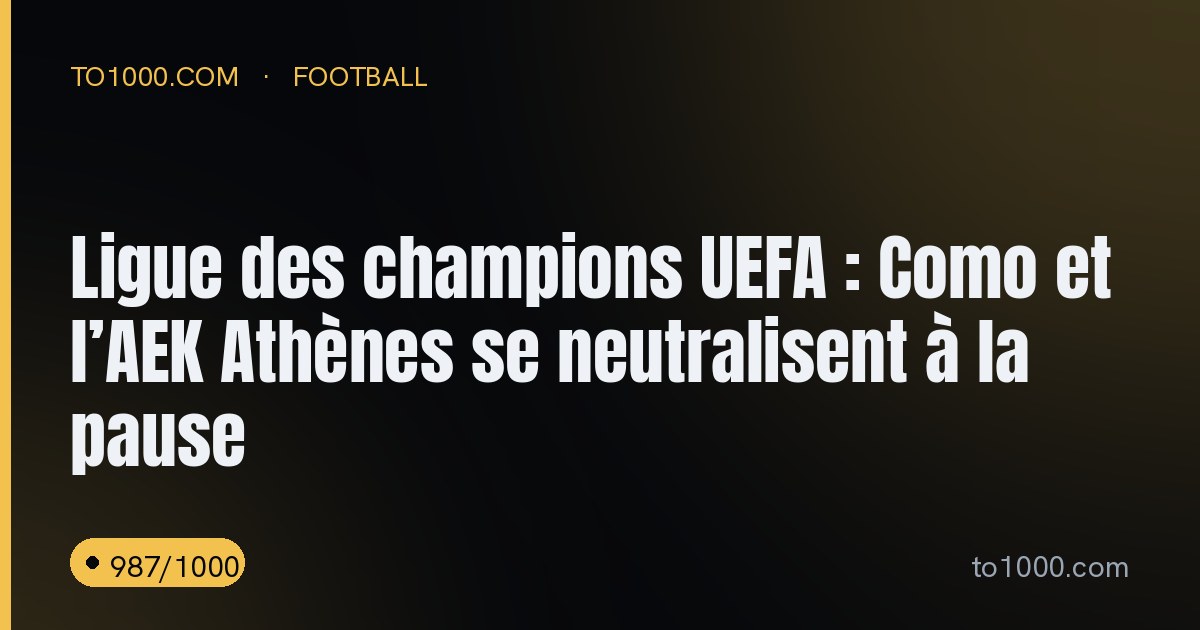 TO1000.COM · FOOTBALL
Ligue des champions UEFA : Como et
l’AEK Athènes se neutralisent à la
pause
987/1000
to1000.com